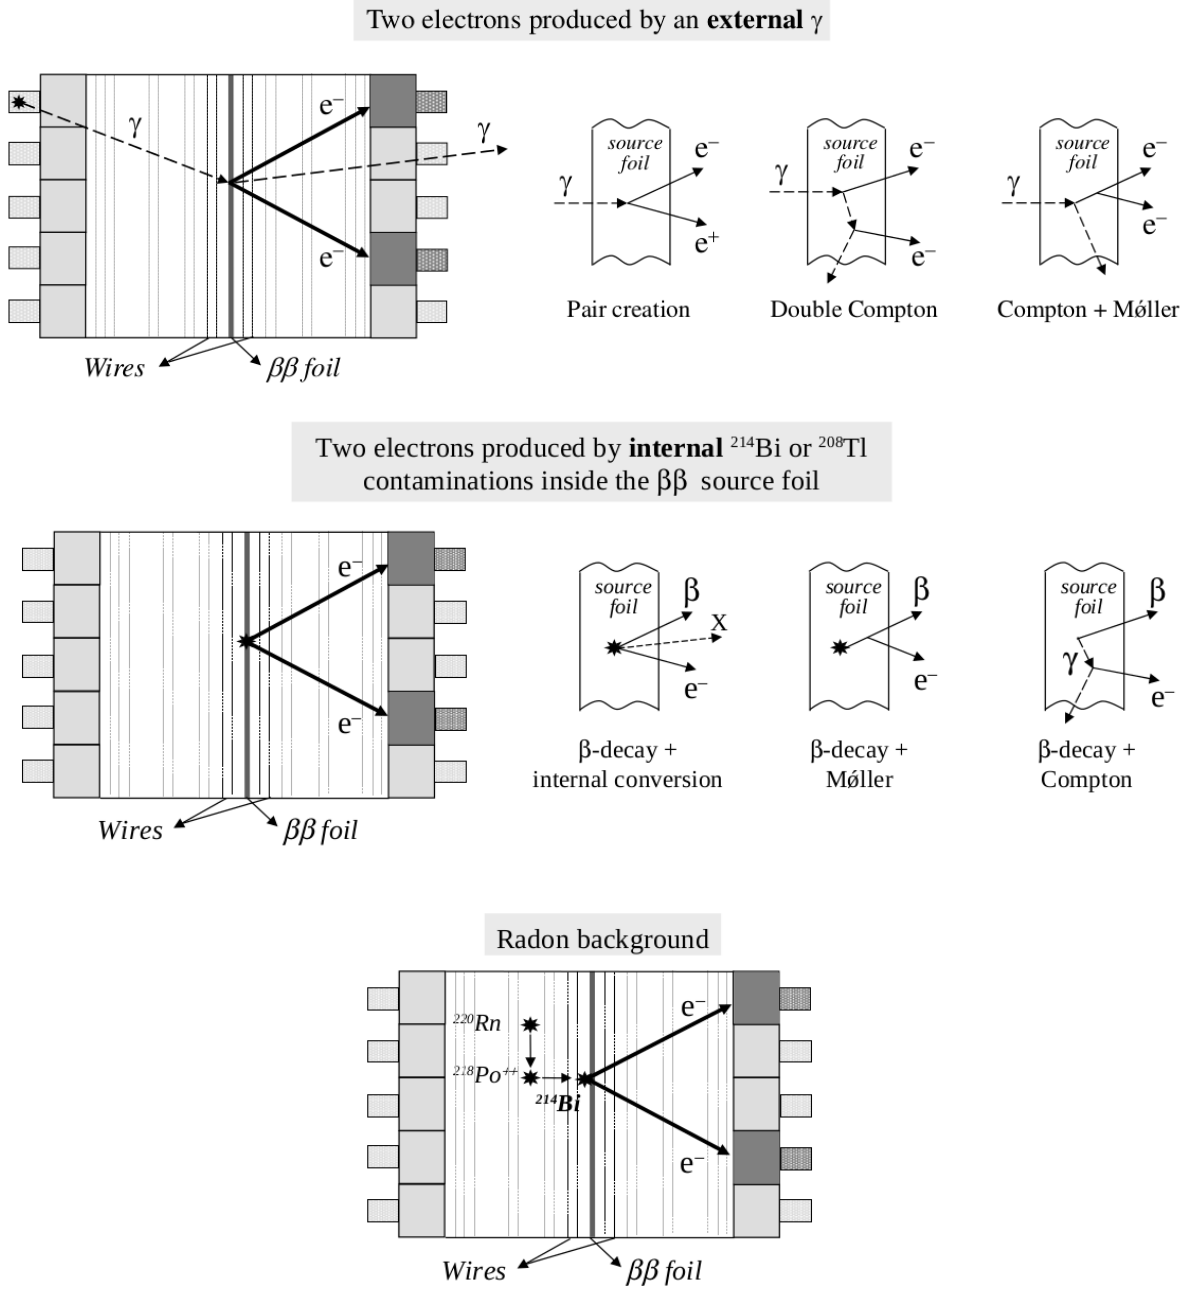 Two electrons produced by an external γ
γ
e⁻
γ
e⁻
Wires
ββ foil
source
foil
γ
e⁻
e⁺
Pair creation
source
foil
γ
e⁻
e⁻
Double Compton
source
foil
γ
e⁻
e⁻
Compton + Møller
Two electrons produced by internal ²¹⁴Bi or ²⁰⁸Tl
contaminations inside the ββ source foil
e⁻
e⁻
Wires
ββ foil
source
foil
β
X
e⁻
β-decay +
internal conversion
source
foil
β
e⁻
β-decay +
Møller
source
foil
β
γ
e⁻
β-decay +
Compton
Radon background
e⁻
²²⁰Rn
²¹⁸Po⁺⁺
²¹⁴Bi
e⁻
Wires
ββ foil